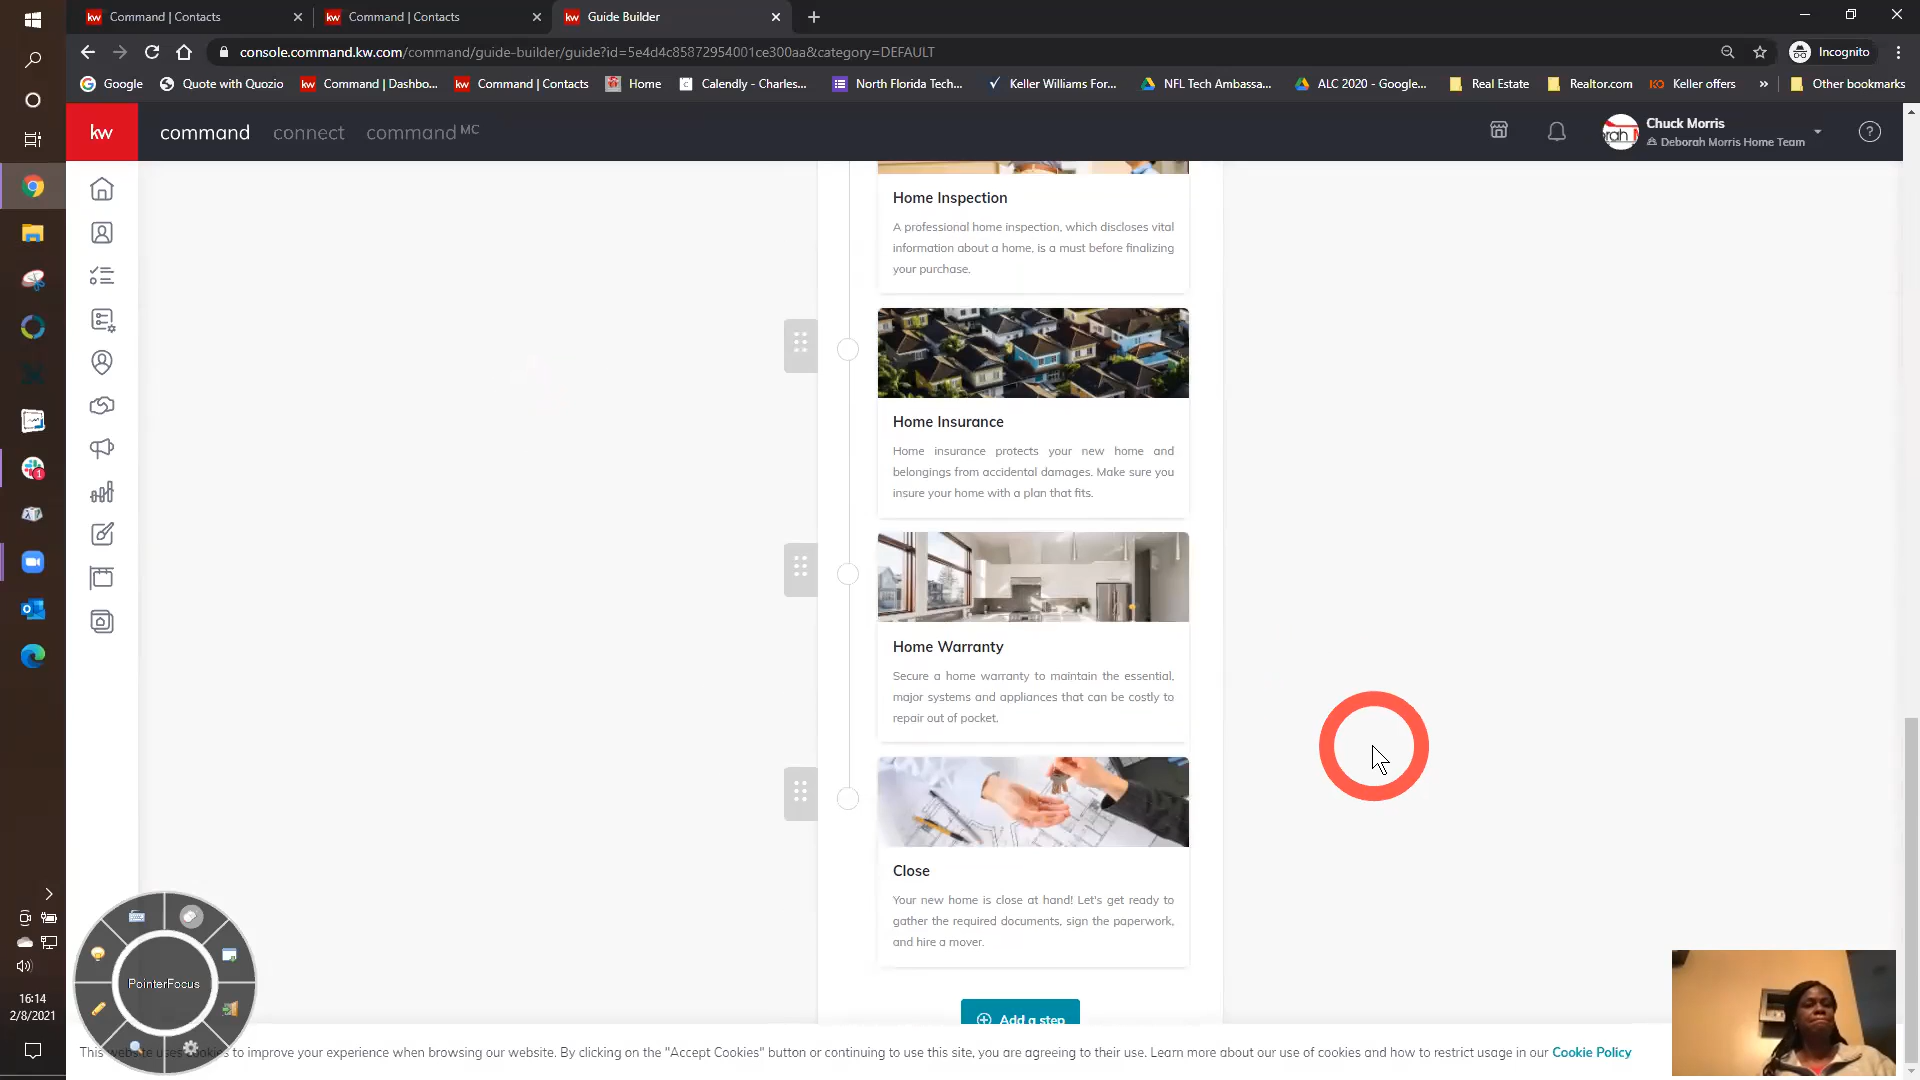 Command | Contacts
Command | Contacts
Guide Builder
console.command.kw.com/command/guide-builder/guide?id=5e4d4c85872954001ce300aa&category=DEFAULT
Incognito
Google
Quote with Quozio
Command | Dashbo...
Command | Contacts
Home
Calendly - Charles...
North Florida Tech...
Keller Williams For...
NFL Tech Ambassa...
ALC 2020 - Google...
Real Estate
Realtor.com
Keller offers
Other bookmarks
kw
command
connect
command MC
Chuck Morris
Deborah Morris Home Team
Home Inspection
A professional home inspection, which discloses vital
information about a home, is a must before finalizing
your purchase.
Home Insurance
Home insurance protects your new home and
belongings from accidental damages. Make sure you
insure your home with a plan that fits.
Home Warranty
Secure a home warranty to maintain the essential,
major systems and appliances that can be costly to
repair out of pocket.
Close
Your new home is close at hand! Let's get ready to
gather the required documents, sign the paperwork,
and hire a mover.
Add a step
PointerFocus
16:14
2/8/2021
This website uses cookies to improve your experience when browsing our website. By clicking on the "Accept Cookies" button or continuing to use this site, you are agreeing to their use. Learn more about our use of cookies and how to restrict usage in our Cookie Policy